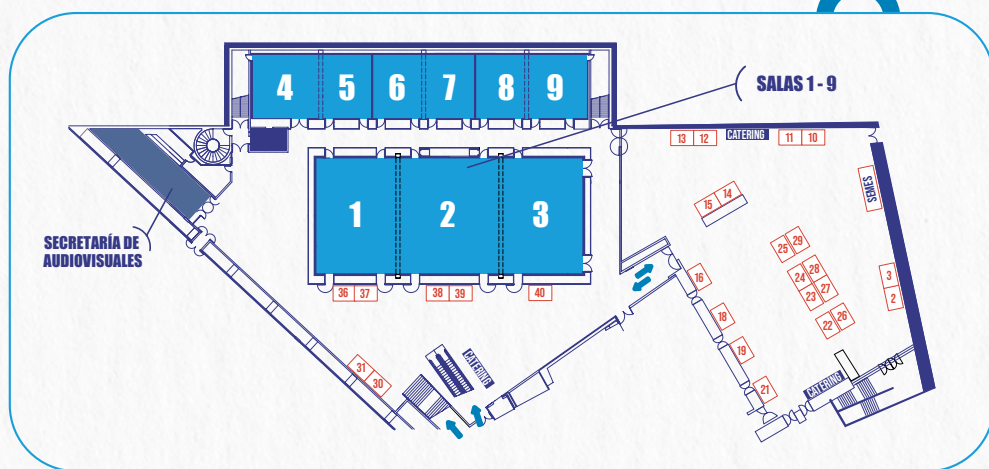 4 5 6 7 8 9
SALAS 1 - 9
13 12 CATERING 11 10
SEMES
15 14
1 2 3
SECRETARÍA DE
AUDIOVISUALES
25 29
24 28
23 27
22 26
3
2
16
18
19
21
36 37 38 39 40
31
30
CATERING
CATERING